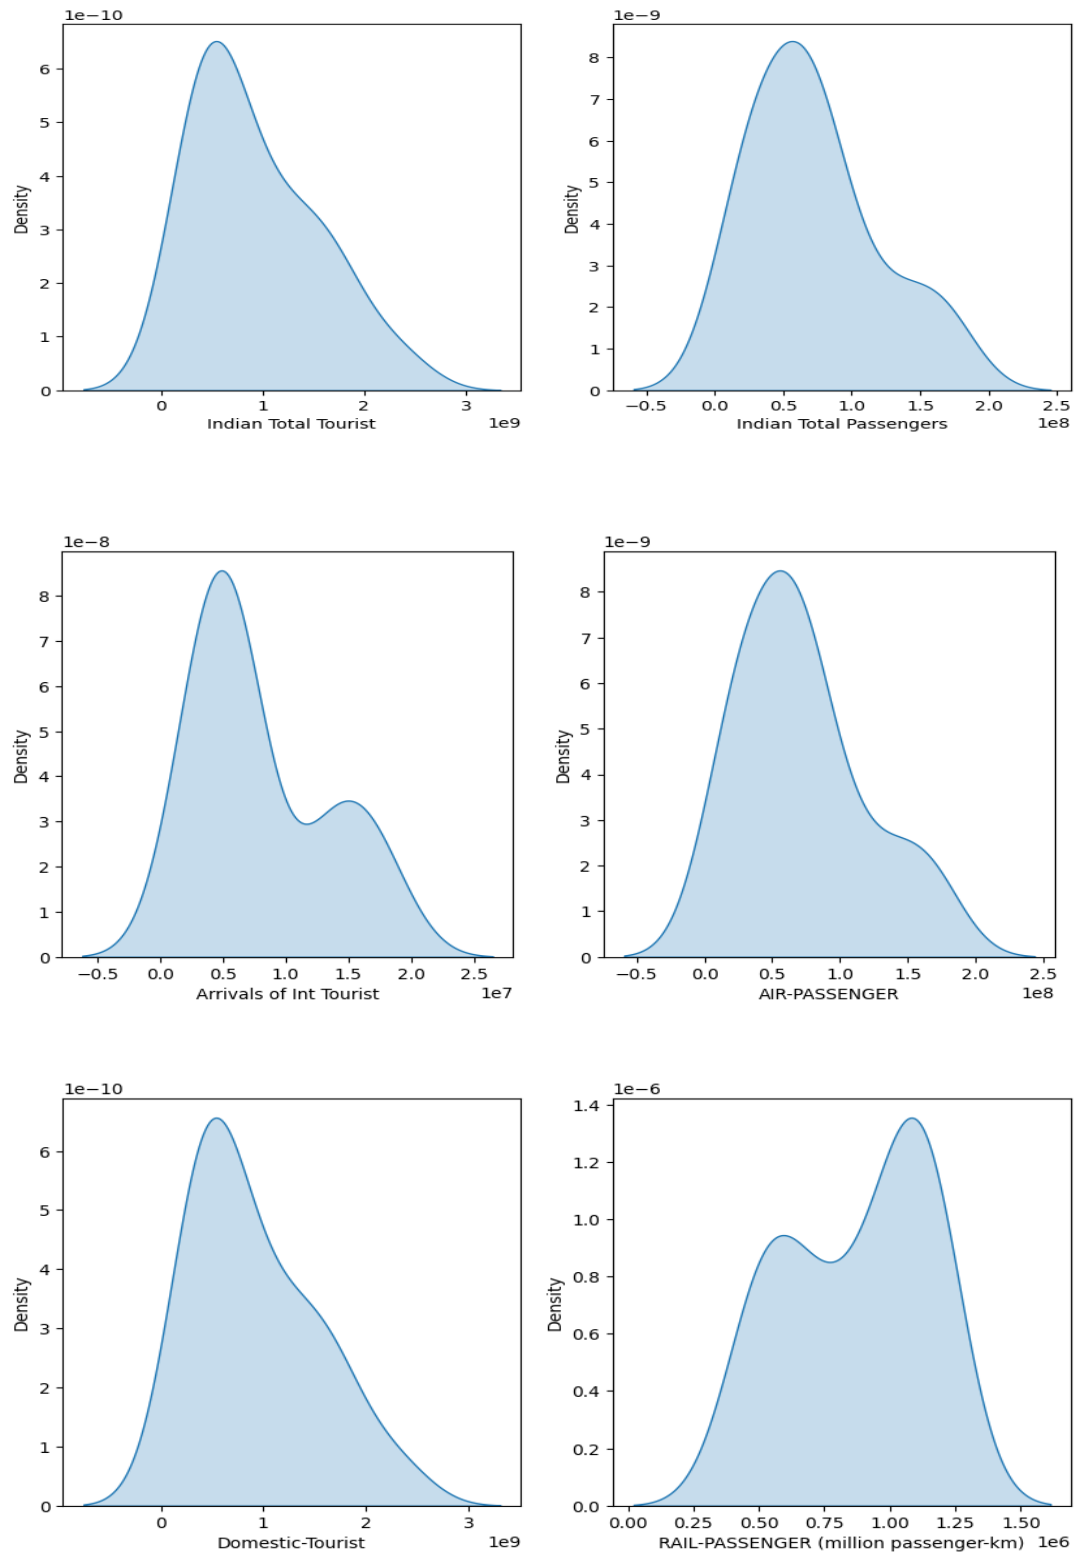 1e−10
6
5
4
3
2
1
0
Density
0 1 2 3
Indian Total Tourist 1e9
1e−9
8
7
6
5
4
3
2
1
0
Density
−0.5 0.0 0.5 1.0 1.5 2.0 2.5
Indian Total Passengers 1e8
1e−8
8
7
6
5
4
3
2
1
0
Density
−0.5 0.0 0.5 1.0 1.5 2.0 2.5
Arrivals of Int Tourist 1e7
1e−9
8
7
6
5
4
3
2
1
0
Density
−0.5 0.0 0.5 1.0 1.5 2.0 2.5
AIR-PASSENGER 1e8
1e−10
6
5
4
3
2
1
0
Density
0 1 2 3
Domestic-Tourist 1e9
1e−6
1.4
1.2
1.0
0.8
0.6
0.4
0.2
0.0
Density
0.00 0.25 0.50 0.75 1.00 1.25 1.50
RAIL-PASSENGER (million passenger-km) 1e6